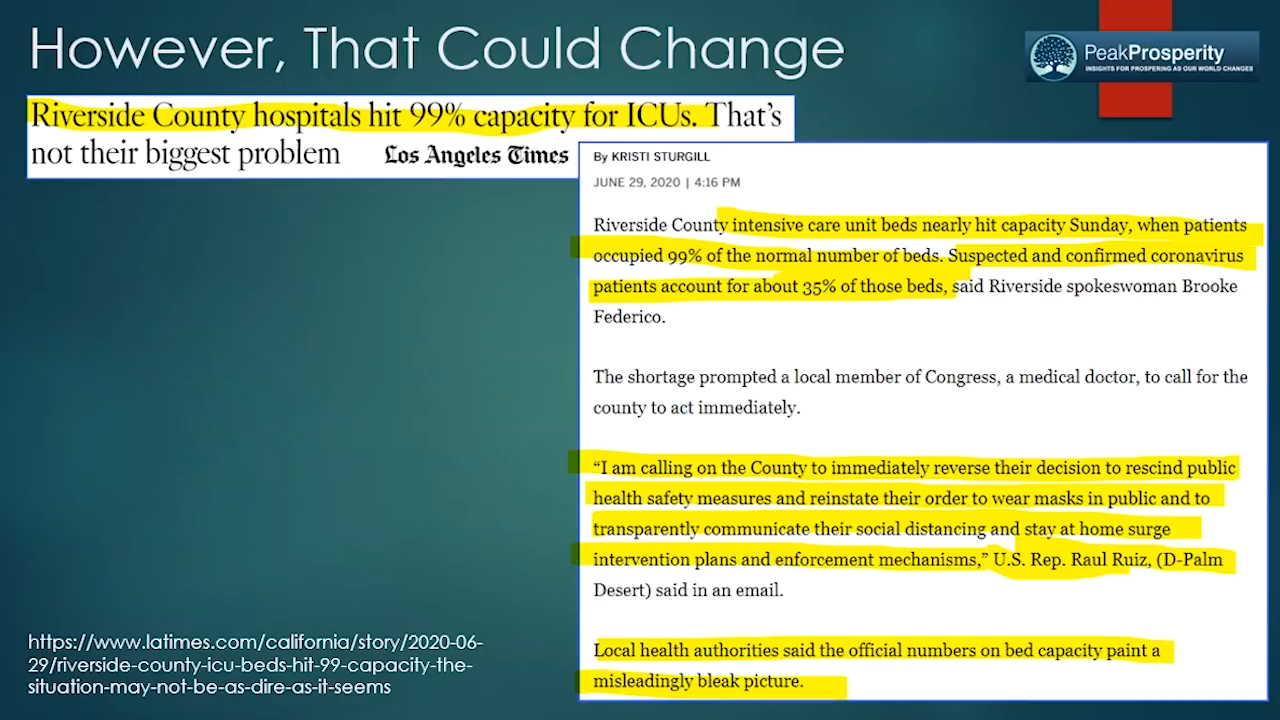 However, That Could Change
PeakProsperity
INSIGHTS FOR PROSPERING AS OUR WORLD CHANGES
Riverside County hospitals hit 99% capacity for ICUs. That’s
not their biggest problem
Los Angeles Times
By KRISTI STURGILL
JUNE 29, 2020 | 4:16 PM
Riverside County intensive care unit beds nearly hit capacity Sunday, when patients
occupied 99% of the normal number of beds. Suspected and confirmed coronavirus
patients account for about 35% of those beds, said Riverside spokeswoman Brooke
Federico.
The shortage prompted a local member of Congress, a medical doctor, to call for the
county to act immediately.
“I am calling on the County to immediately reverse their decision to rescind public
health safety measures and reinstate their order to wear masks in public and to
transparently communicate their social distancing and stay at home surge
intervention plans and enforcement mechanisms,” U.S. Rep. Raul Ruiz, (D-Palm
Desert) said in an email.
Local health authorities said the official numbers on bed capacity paint a
misleadingly bleak picture.
https://www.latimes.com/california/story/2020-06-
29/riverside-county-icu-beds-hit-99-capacity-the-
situation-may-not-be-as-dire-as-it-seems